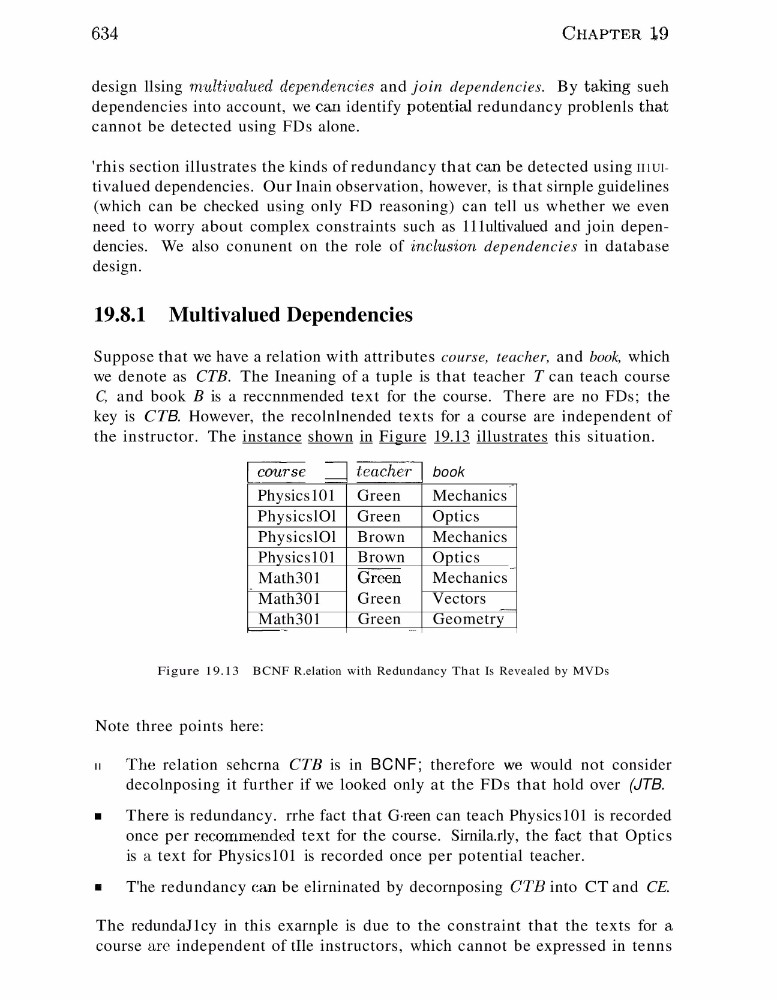 634 CHAPTER 19
design llsing multivalued dependencies and join dependencies. By taking sueh
dependencies into account, we can identify potential redundancy problenls that
cannot be detected using FDs alone.
'rhis section illustrates the kinds of redundancy that can be detected using IIIUI-
tivalued dependencies. Our Inain observation, however, is that sirnple guidelines
(which can be checked using only FD reasoning) can tell us whether we even
need to worry about complex constraints such as 111ultivalued and join depen-
dencies. We also conunent on the role of inclusion dependencies in database
design.
19.8.1 Multivalued Dependencies
Suppose that we have a relation with attributes course, teacher, and book, which
we denote as CTB. The Ineaning of a tuple is that teacher T can teach course
C, and book B is a reccnnmended text for the course. There are no FDs; the
key is CTB. However, the recolnlnended texts for a course are independent of
the instructor. The instance shown in Figure 19.13 illustrates this situation.
course teacher book
Physics101 Green Mechanics
PhysicslOl Green Optics
PhysicslOl Brown Mechanics
Physics101 Brown Optics
Math301 Green Mechanics
Math301 Green Vectors
Math301 Green Geometry
Figure 19.13 BCNF R.elation with Redundancy That Is Revealed by MVDs
Note three points here:
II The relation seherna CTB is in BCNF; therefore we would not consider
decolnposing it further if we looked only at the FDs that hold over (JTB.
■ There is redundancy. rrhe fact that G·reen can teach Physics101 is recorded
once per recommended text for the course. Sirnila.rly, the fact that Optics
is a text for Physics101 is recorded once per potential teacher.
■ T'he redundancy can be elirninated by decornposing CTB into CT and CE.
The redundaJ1cy in this exarnple is due to the constraint that the texts for a
course are independent of tIle instructors, which cannot be expressed in tenns